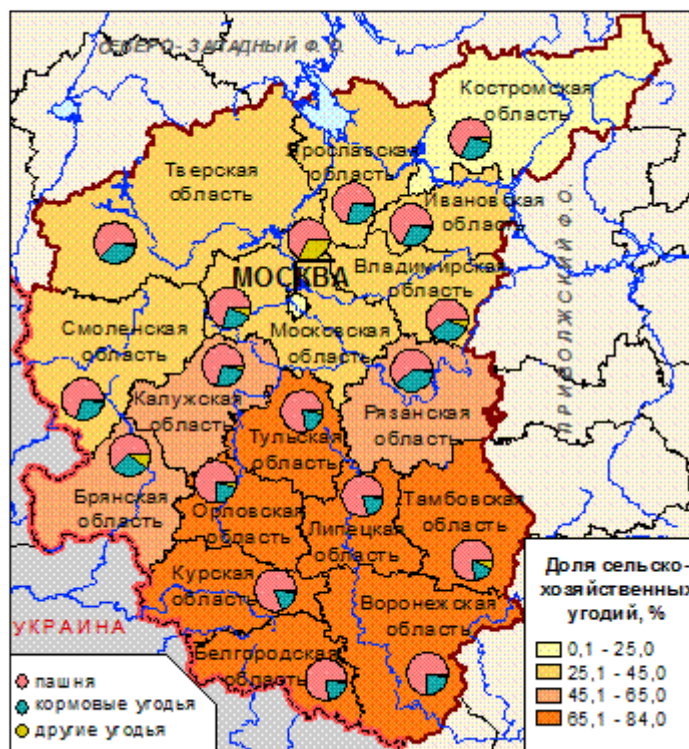 СЕВЕРО- ЗАПАДНЫЙ Ф. О.
Костромская
область
Ярославская
область
Тверская
область
Ивановская
область
МОСКВА
Владимирская
область
ПРИВОЛЖСКИЙ Ф.О.
Смоленская
область
Московская
область
Калужская
область
Рязанская
область
Тульская
область
Брянская
область
Орловская
область
Липецкая
область
Тамбовская
область
Курская
область
Воронежская
область
Белгородская
область
УКРАИНА
пашня
кормовые угодья
другие угодья
Доля сельско-
хозяйственных
угодий, %
0,1 - 25,0
25,1 - 45,0
45,1 - 65,0
65,1 - 84,0